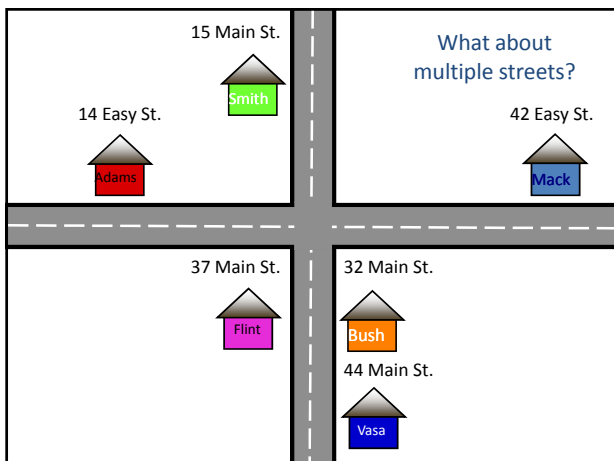 15 Main St.
What about
multiple streets?
Smith
14 Easy St.
42 Easy St.
Adams
Mack
37 Main St.
32 Main St.
Flint
Bush
44 Main St.
Vasa